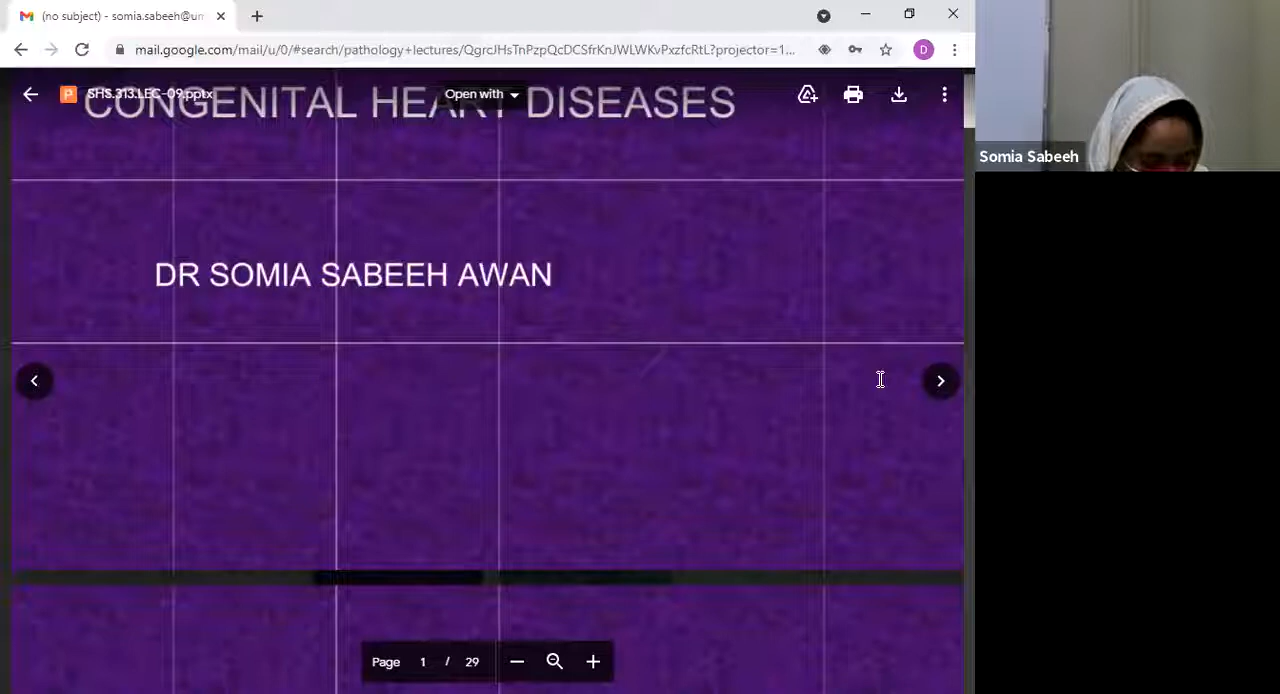 (no subject) - somia.sabeeh@un
mail.google.com/mail/u/0/#search/pathology+lectures/QgrcJHsTnPzpQcDCSfrKnJWLWKvPxzfcRtL?projector=1...
D
P SHS.313.LEC-09.pptx
Open with
CONGENITAL HEART DISEASES
DR SOMIA SABEEH AWAN
Page 1 / 29
Somia Sabeeh